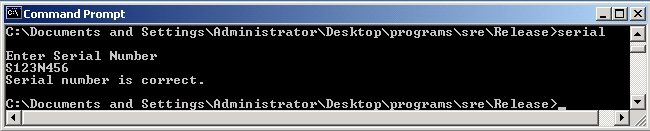 Command Prompt
C:\Documents and Settings\Administrator\Desktop\programs\sre\Release>serial
Enter Serial Number
S123N456
Serial number is correct.
C:\Documents and Settings\Administrator\Desktop\programs\sre\Release>_